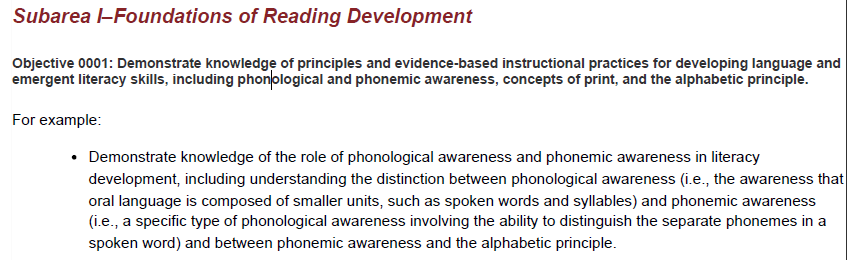 Subarea I–Foundations of Reading Development
Objective 0001: Demonstrate knowledge of principles and evidence-based instructional practices for developing language and
emergent literacy skills, including phonological and phonemic awareness, concepts of print, and the alphabetic principle.
For example:
• Demonstrate knowledge of the role of phonological awareness and phonemic awareness in literacy
development, including understanding the distinction between phonological awareness (i.e., the awareness that
oral language is composed of smaller units, such as spoken words and syllables) and phonemic awareness
(i.e., a specific type of phonological awareness involving the ability to distinguish the separate phonemes in a
spoken word) and between phonemic awareness and the alphabetic principle.